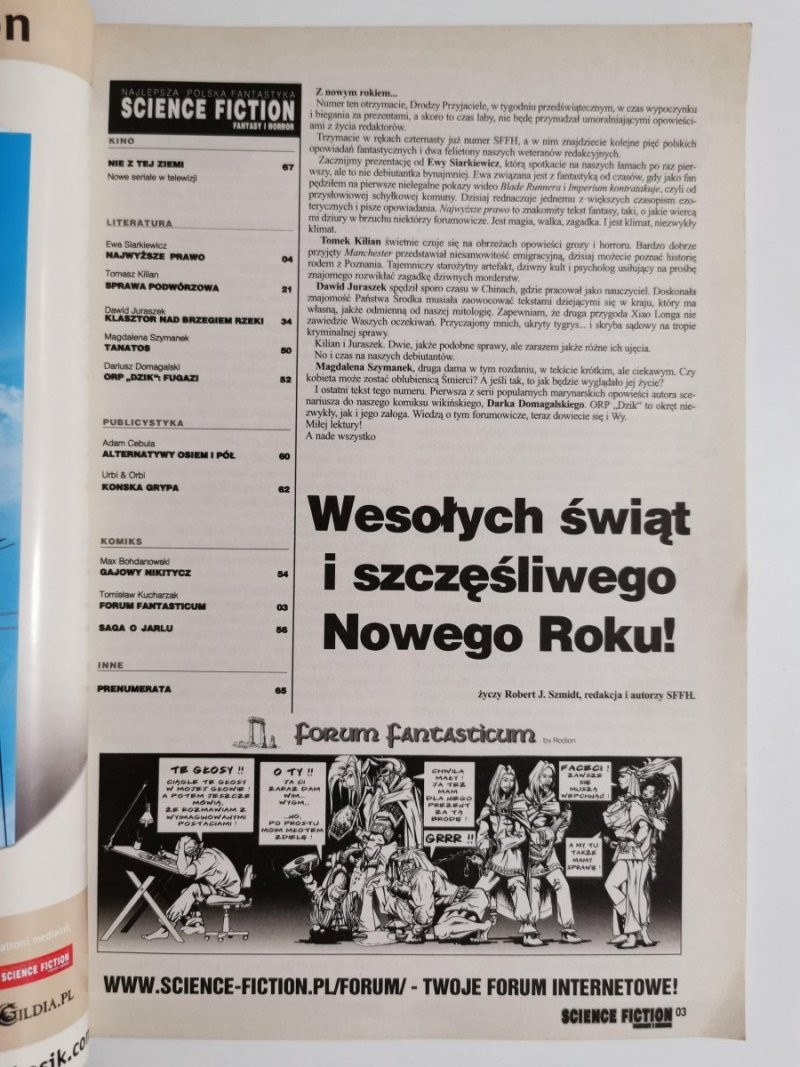 on
NAJLEPSZA POLSKA FANTASTYKA
SCIENCE FICTION
FANTASY I HORROR
KINO
NIE Z TEJ ZIEMI 67
Nowe seriale w telewizji
LITERATURA
Ewa Siarkiewicz
NAJWYŻSZE PRAWO 04
Tomasz Kilian
SPRAWA PODWÓRZOWA 21
Dawid Juraszek
KLASZTOR NAD BRZEGIEM RZEKI 34
Magdalena Szymanek
TANATOS 50
Dariusz Domagalski
ORP „DZIK”: FUGAZI 52
PUBLICYSTYKA
Adam Cebula
ALTERNATYWY OSIEM I PÓŁ 60
Urbi & Orbi
KONSKA GRYPA 62
KOMIKS
Max Bohdanowski
GAJOWY NIKITYCZ 54
Tomisław Kucharzak
FORUM FANTASTICUM 03
SAGA O JARLU 56
INNE
PRENUMERATA 65
Z nowym rokiem...
Numer ten otrzymacie, Drodzy Przyjaciele, w tygodniu przedświątecznym, w czas wypoczynku
i biegania za prezentami, a skoro to czas laby, nie będę przynudzał umoralniającymi opowieści-
ami z życia redaktorów.
Trzymacie w rękach czternasty już numer SFFH, a w nim znajdziecie kolejne pięć polskich
opowiadań fantastycznych i dwa felietony naszych weteranów redakcyjnych.
Zacznijmy prezentację od Ewy Siarkiewicz, którą spotkacie na naszych łamach po raz pier-
wszy, ale to nie debiutantka bynajmniej. Ewa związana jest z fantastyką od czasów, gdy jako fan
pędziłem na pierwsze nielegalne pokazy wideo Blade Runnera i Imperium kontratakuje, czyli od
przysłowiowej schyłkowej komuny. Dzisiaj rednaczuje jednemu z większych czasopism ezo-
terycznych i pisze opowiadania. Najwyższe prawo to znakomity tekst fantasy, taki, o jakie wiercą
mi dziury w brzuchu niektórzy forumowicze. Jest magia, walka, zagadka. I jest klimat, niezwykły
klimat.
Tomek Kilian świetnie czuje się na obrzeżach opowieści grozy i horroru. Bardzo dobrze
przyjęty Manchester przedstawiał niesamowitość emigracyjną, dzisiaj możecie poznać historię
rodem z Poznania. Tajemniczy starożytny artefakt, dziwny kult i psycholog usiłujący na prośbę
znajomego rozwikłać zagadkę dziwnych morderstw.
Dawid Juraszek spędził sporo czasu w Chinach, gdzie pracował jako nauczyciel. Doskonała
znajomość Państwa Środka musiała zaowocować tekstami dziejącymi się w kraju, który ma
własną, jakże odmienną od naszej mitologię. Zapewniam, że druga przygoda Xiao Longa nie
zawiedzie Waszych oczekiwań. Przyczajony mnich, ukryty tygrys... i skryba sądowy na tropie
kryminalnej sprawy.
Kilian i Juraszek. Dwie, jakże podobne sprawy, ale zarazem jakże różne ich ujęcia.
No i czas na naszych debiutantów.
Magdalena Szymanek, druga dama w tym rozdaniu, w tekście krótkim, ale ciekawym. Czy
kobieta może zostać oblubienicą Śmierci? A jeśli tak, to jak będzie wyglądało jej życie?
I ostatni tekst tego numeru. Pierwsza z serii popularnych marynarskich opowieści autora sce-
nariusza do naszego komiksu wikińskiego, Darka Domagalskiego. ORP „Dzik” to okręt nie-
zwykły, jak i jego załoga. Wiedzą o tym forumowicze, teraz dowiecie się i Wy.
Miłej lektury!
A nade wszystko
Wesołych świąt
i szczęśliwego
Nowego Roku!
życzy Robert J. Szmidt, redakcja i autorzy SFFH.
FORUM FANTASTICUM by Rodion
TE GŁOSY !!
CIĄGLE TE GŁOSY
W MOJEJ GŁOWIE !
A POTEM JESZCZE
MÓWIĄ,
ŻE ROZMAWIAM Z
WYIMAGINOWANYMI
POSTACIAMI !
O TY !!
JA CI
ZARAZ DAM
WIM...
WYGM...
...NO,
PO PROSTU
MOIM MŁOTEM
ZDIELĘ !
CHWILA
MAŁY !
JA TEŻ
MAM
DLA NIEGO
PREZENT
ZA TĄ
BRODĘ !
GRRR !!
FACECI !
ZAWSZE
SIĘ
MUSZĄ
WEPCHNĄĆ !
A MY TU
TAKŻE
MAMY
SPRAWĘ !
WWW.SCIENCE-FICTION.PL/FORUM/ - TWOJE FORUM INTERNETOWE!
SCIENCE FICTION 03
FANTASY I HORROR
atroni medialni:
SCIENCE FICTION
GILDIA.PL